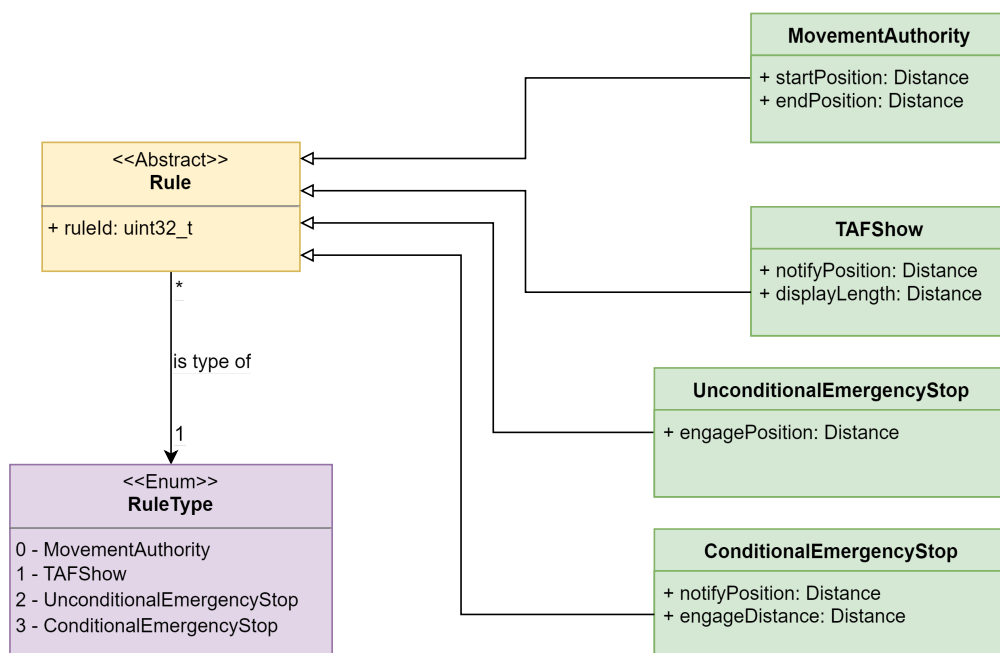 MovementAuthority
+ startPosition: Distance
+ endPosition: Distance
<<Abstract>>
Rule
+ ruleId: uint32_t
TAFShow
+ notifyPosition: Distance
+ displayLength: Distance
*
is type of
1
UnconditionalEmergencyStop
+ engagePosition: Distance
<<Enum>>
RuleType
0 - MovementAuthority
1 - TAFShow
2 - UnconditionalEmergencyStop
3 - ConditionalEmergencyStop
ConditionalEmergencyStop
+ notifyPosition: Distance
+ engageDistance: Distance